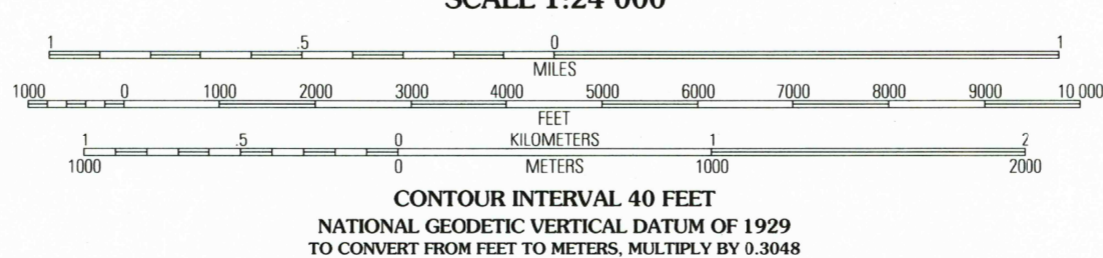 SCALE 1:24 000
1 .5 0 1
MILES
1000 0 1000 2000 3000 4000 5000 6000 7000 8000 9000 10 000
FEET
1 .5 0 KILOMETERS 1 2
1000 0 METERS 1000 2000
CONTOUR INTERVAL 40 FEET
NATIONAL GEODETIC VERTICAL DATUM OF 1929
TO CONVERT FROM FEET TO METERS, MULTIPLY BY 0.3048